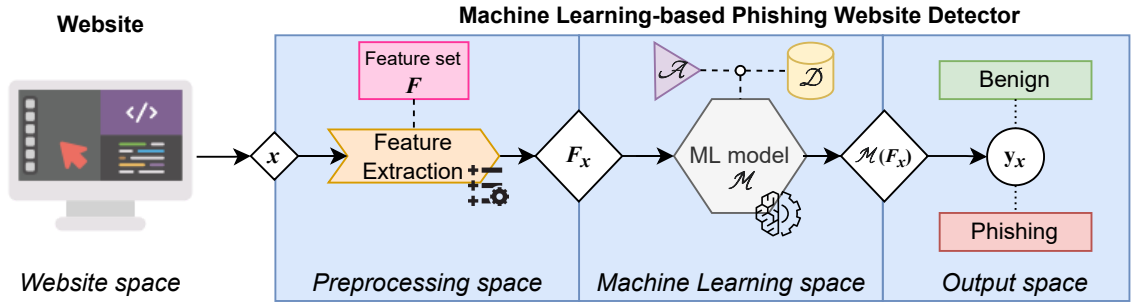 Machine Learning-based Phishing Website Detector
Website
</>
x
Feature set
F
Feature
Extraction
F_x
𝒜
𝒟
ML model
ℳ
ℳ(F_x)
Benign
y_x
Phishing
Website space
Preprocessing space
Machine Learning space
Output space